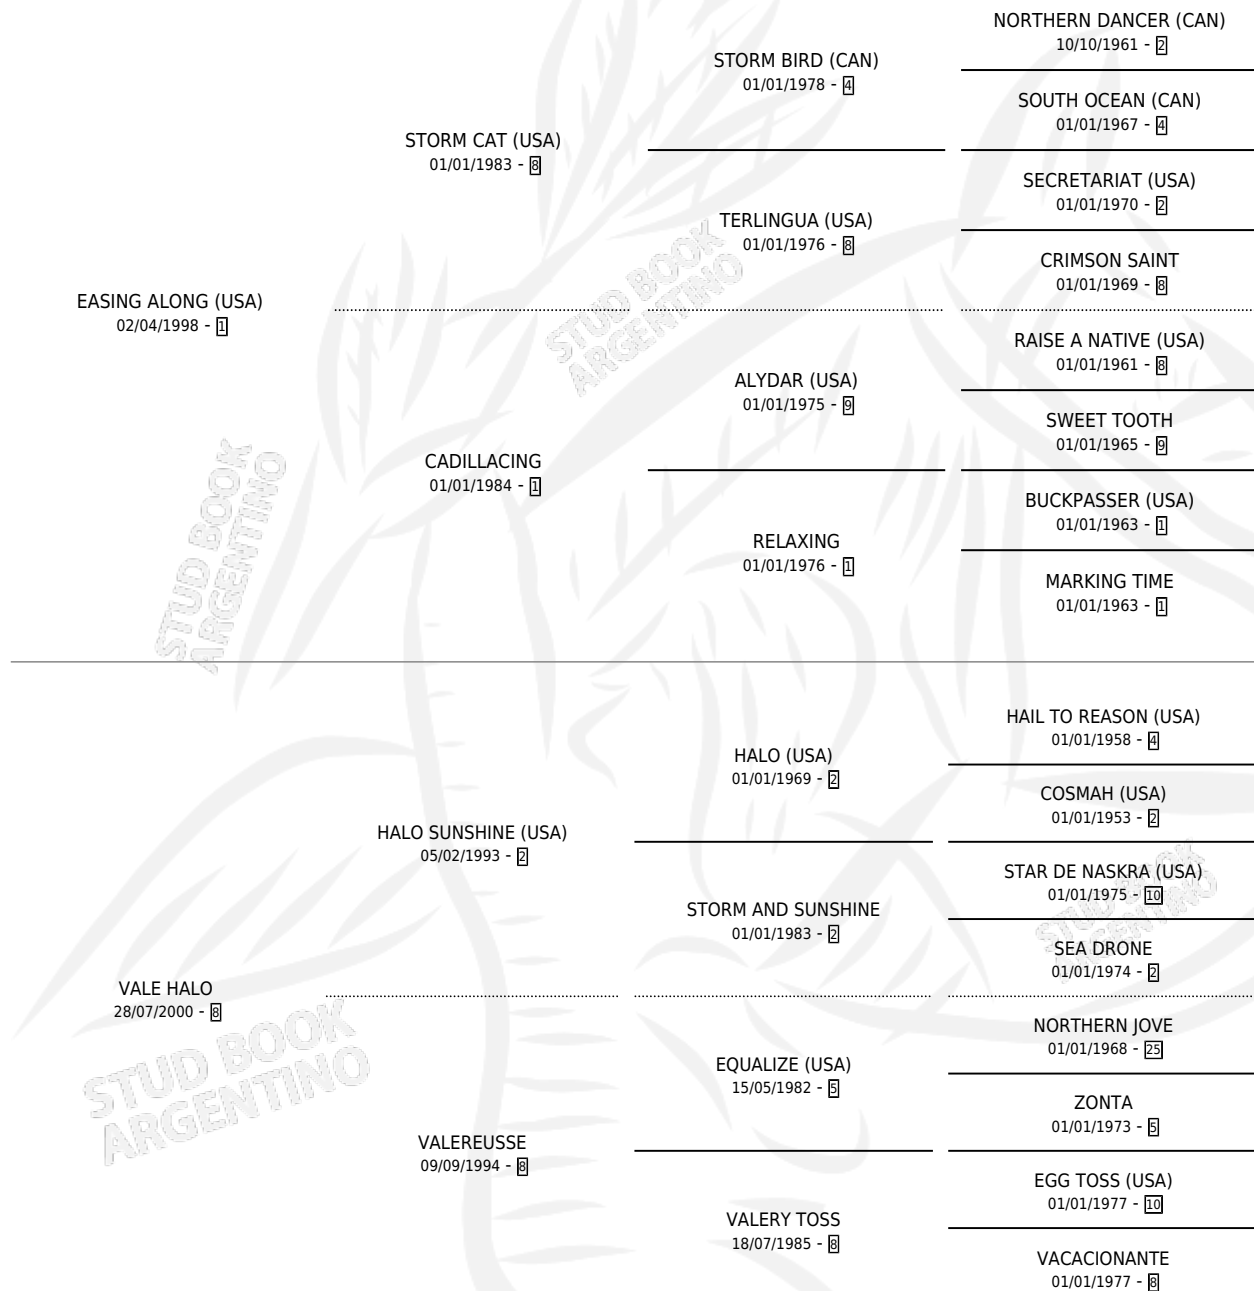 NORTHERN DANCER (CAN)
10/10/1961 - 2
STORM BIRD (CAN)
01/01/1978 - 4
SOUTH OCEAN (CAN)
01/01/1967 - 4
STORM CAT (USA)
01/01/1983 - 8
SECRETARIAT (USA)
01/01/1970 - 2
TERLINGUA (USA)
01/01/1976 - 8
CRIMSON SAINT
01/01/1969 - 8
EASING ALONG (USA)
02/04/1998 - 1
RAISE A NATIVE (USA)
01/01/1961 - 8
ALYDAR (USA)
01/01/1975 - 9
SWEET TOOTH
01/01/1965 - 9
CADILLACING
01/01/1984 - 1
BUCKPASSER (USA)
01/01/1963 - 1
RELAXING
01/01/1976 - 1
MARKING TIME
01/01/1963 - 1
HAIL TO REASON (USA)
01/01/1958 - 4
HALO (USA)
01/01/1969 - 2
COSMAH (USA)
01/01/1953 - 2
HALO SUNSHINE (USA)
05/02/1993 - 2
STAR DE NASKRA (USA)
01/01/1975 - 10
STORM AND SUNSHINE
01/01/1983 - 2
SEA DRONE
01/01/1974 - 2
VALE HALO
28/07/2000 - 8
NORTHERN JOVE
01/01/1968 - 25
EQUALIZE (USA)
15/05/1982 - 5
ZONTA
01/01/1973 - 5
VALEREUSSE
09/09/1994 - 8
EGG TOSS (USA)
01/01/1977 - 10
VALERY TOSS
18/07/1985 - 8
VACACIONANTE
01/01/1977 - 8
STUD BOOK
ARGENTINO
STUD BOOK
ARGENTINO
STUD BOOK
ARGENTINO
STUD BOOK
ARGENTINO